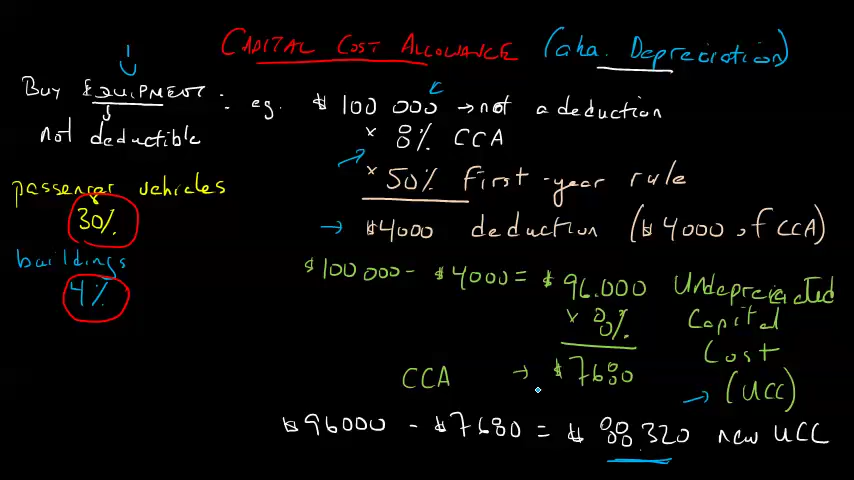 CAPITAL COST ALLOWANCE (aka. Depreciation)
Buy EQUIPMENT : eg. $100 000 → not a deduction
not deductible
× 8% CCA
× 50% First-year rule
passenger vehicles
30%
→ $4000 deduction ($4000 of CCA)
buildings
4%
$100 000 - $4000 = $96.000 Undepreciated
× 8% Capital
Cost
CCA → $7680
→ (UCC)
$96000 - $7680 = $88.320 new UCC